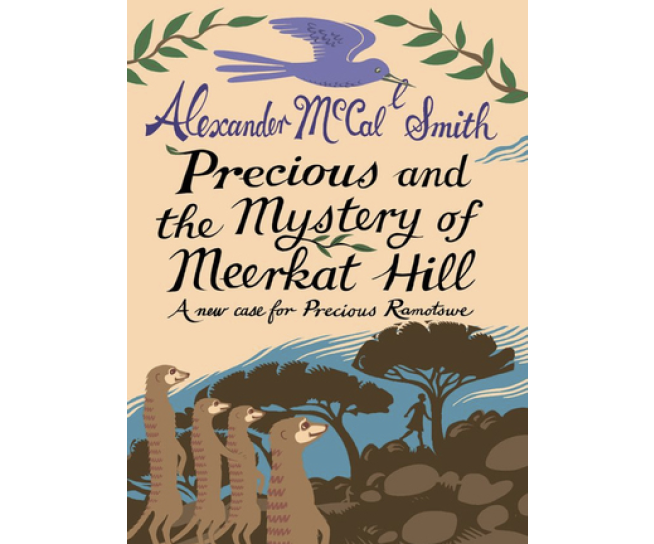 Alexander McCall Smith
Precious and
the Mystery of
Meerkat Hill
A new case for Precious Ramotswe